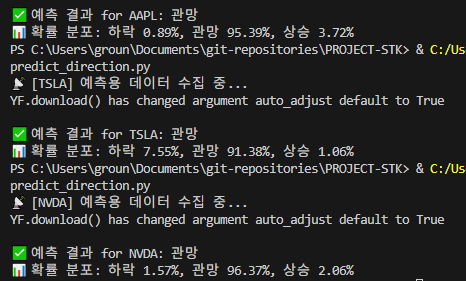 ✅ 예측 결과 for AAPL: 관망
📊 확률 분포: 하락 0.89%, 관망 95.39%, 상승 3.72%
PS C:\Users\groun\Documents\git-repositories\PROJECT-STK> & C:/Us
predict_direction.py
📡 [TSLA] 예측용 데이터 수집 중...
YF.download() has changed argument auto_adjust default to True
✅ 예측 결과 for TSLA: 관망
📊 확률 분포: 하락 7.55%, 관망 91.38%, 상승 1.06%
PS C:\Users\groun\Documents\git-repositories\PROJECT-STK> & C:/Us
predict_direction.py
📡 [NVDA] 예측용 데이터 수집 중...
YF.download() has changed argument auto_adjust default to True
✅ 예측 결과 for NVDA: 관망
📊 확률 분포: 하락 1.57%, 관망 96.37%, 상승 2.06%